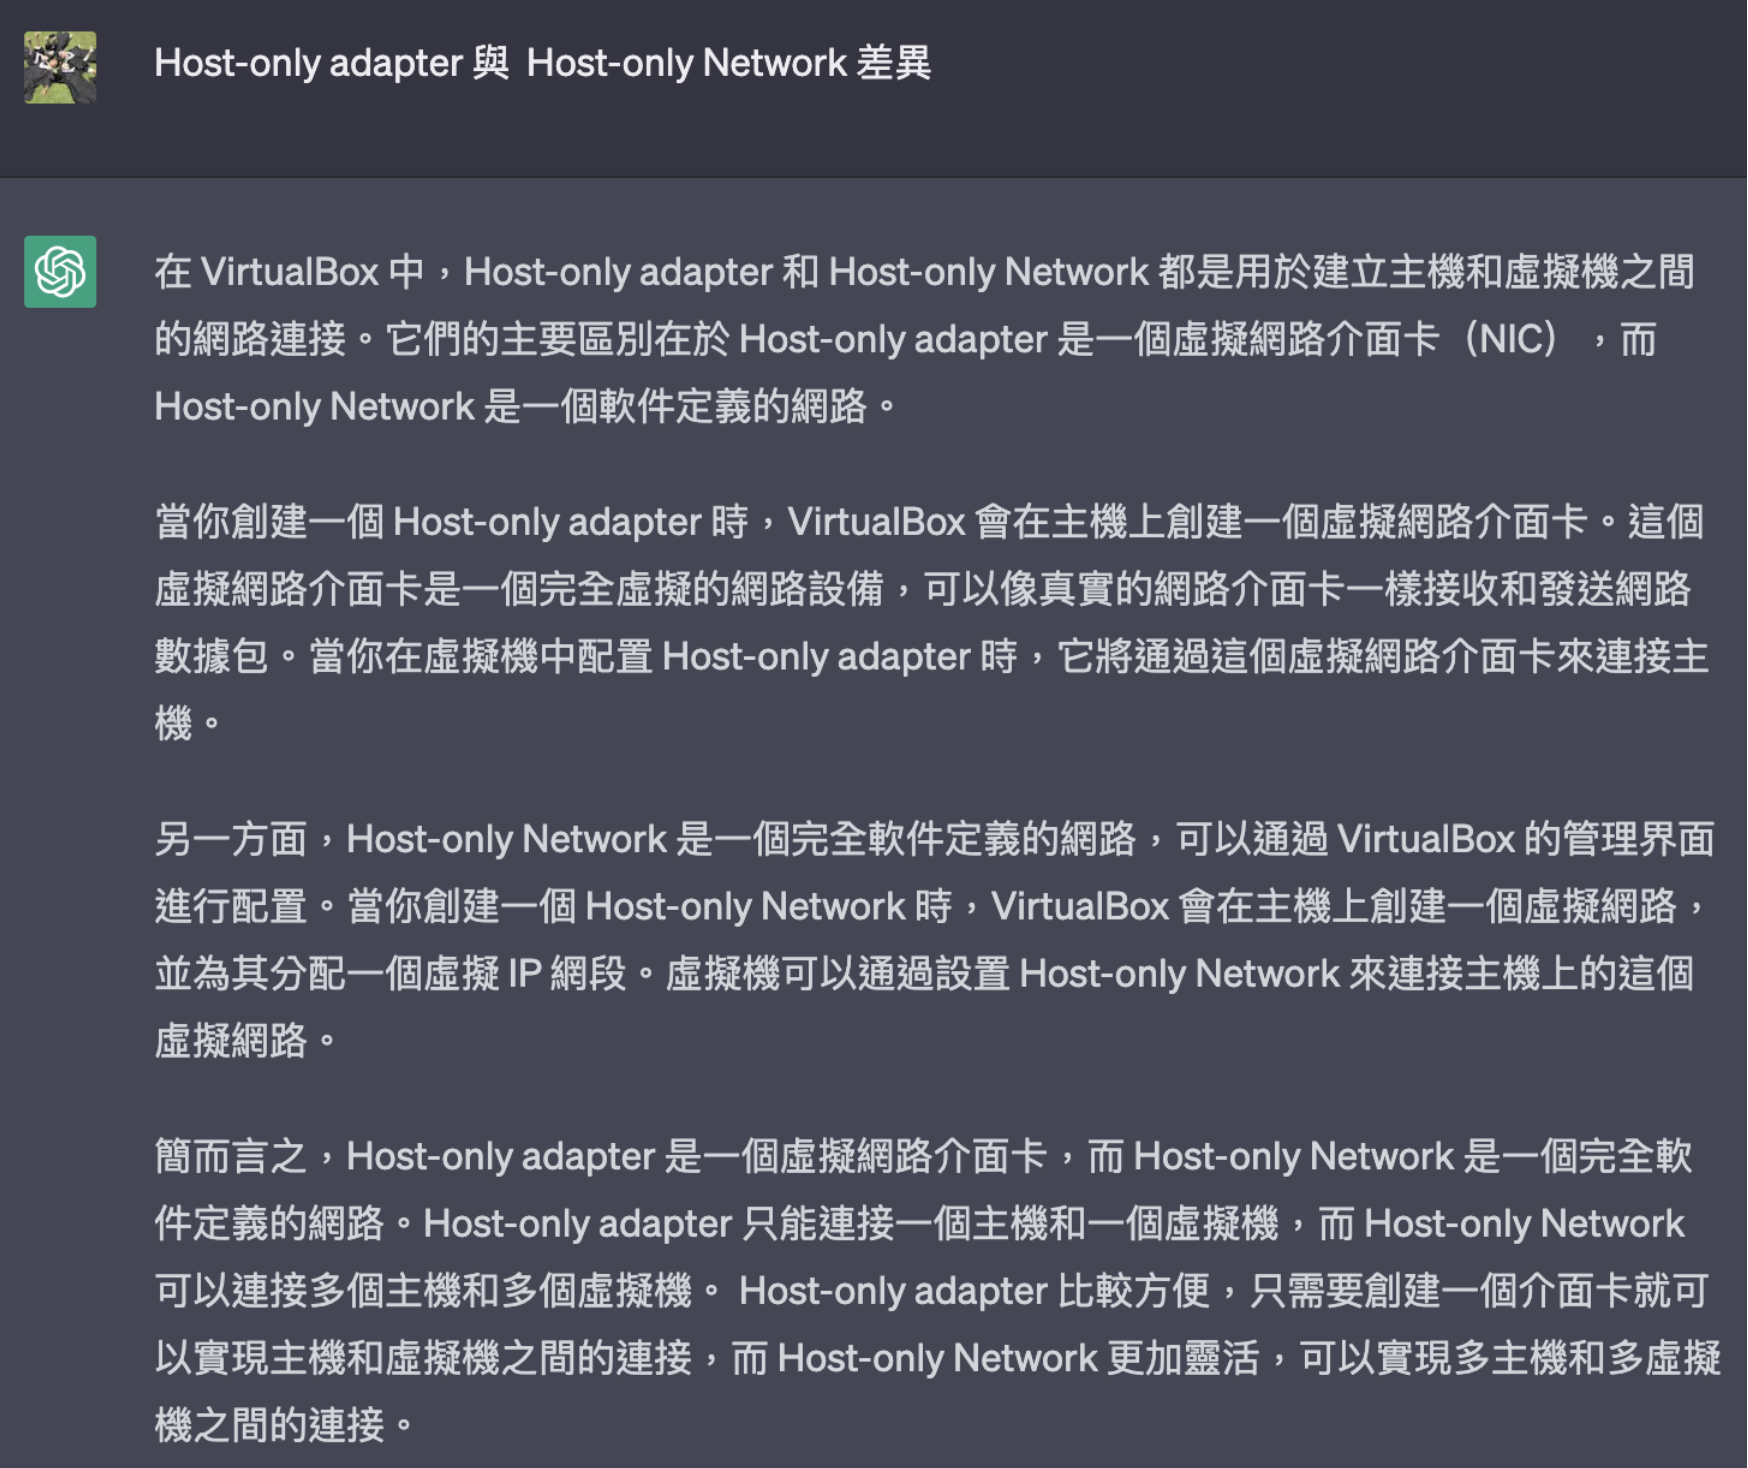 Host-only adapter 與 Host-only Network 差異
在 VirtualBox 中，Host-only adapter 和 Host-only Network 都是用於建立主機和虛擬機之間
的網路連接。它們的主要區別在於 Host-only adapter 是一個虛擬網路介面卡（NIC），而
Host-only Network 是一個軟件定義的網路。
當你創建一個 Host-only adapter 時，VirtualBox 會在主機上創建一個虛擬網路介面卡。這個
虛擬網路介面卡是一個完全虛擬的網路設備，可以像真實的網路介面卡一樣接收和發送網路
數據包。當你在虛擬機中配置 Host-only adapter 時，它將通過這個虛擬網路介面卡來連接主
機。
另一方面，Host-only Network 是一個完全軟件定義的網路，可以通過 VirtualBox 的管理界面
進行配置。當你創建一個 Host-only Network 時，VirtualBox 會在主機上創建一個虛擬網路，
並為其分配一個虛擬 IP 網段。虛擬機可以通過設置 Host-only Network 來連接主機上的這個
虛擬網路。
簡而言之，Host-only adapter 是一個虛擬網路介面卡，而 Host-only Network 是一個完全軟
件定義的網路。Host-only adapter 只能連接一個主機和一個虛擬機，而 Host-only Network
可以連接多個主機和多個虛擬機。 Host-only adapter 比較方便，只需要創建一個介面卡就可
以實現主機和虛擬機之間的連接，而 Host-only Network 更加靈活，可以實現多主機和多虛擬
機之間的連接。